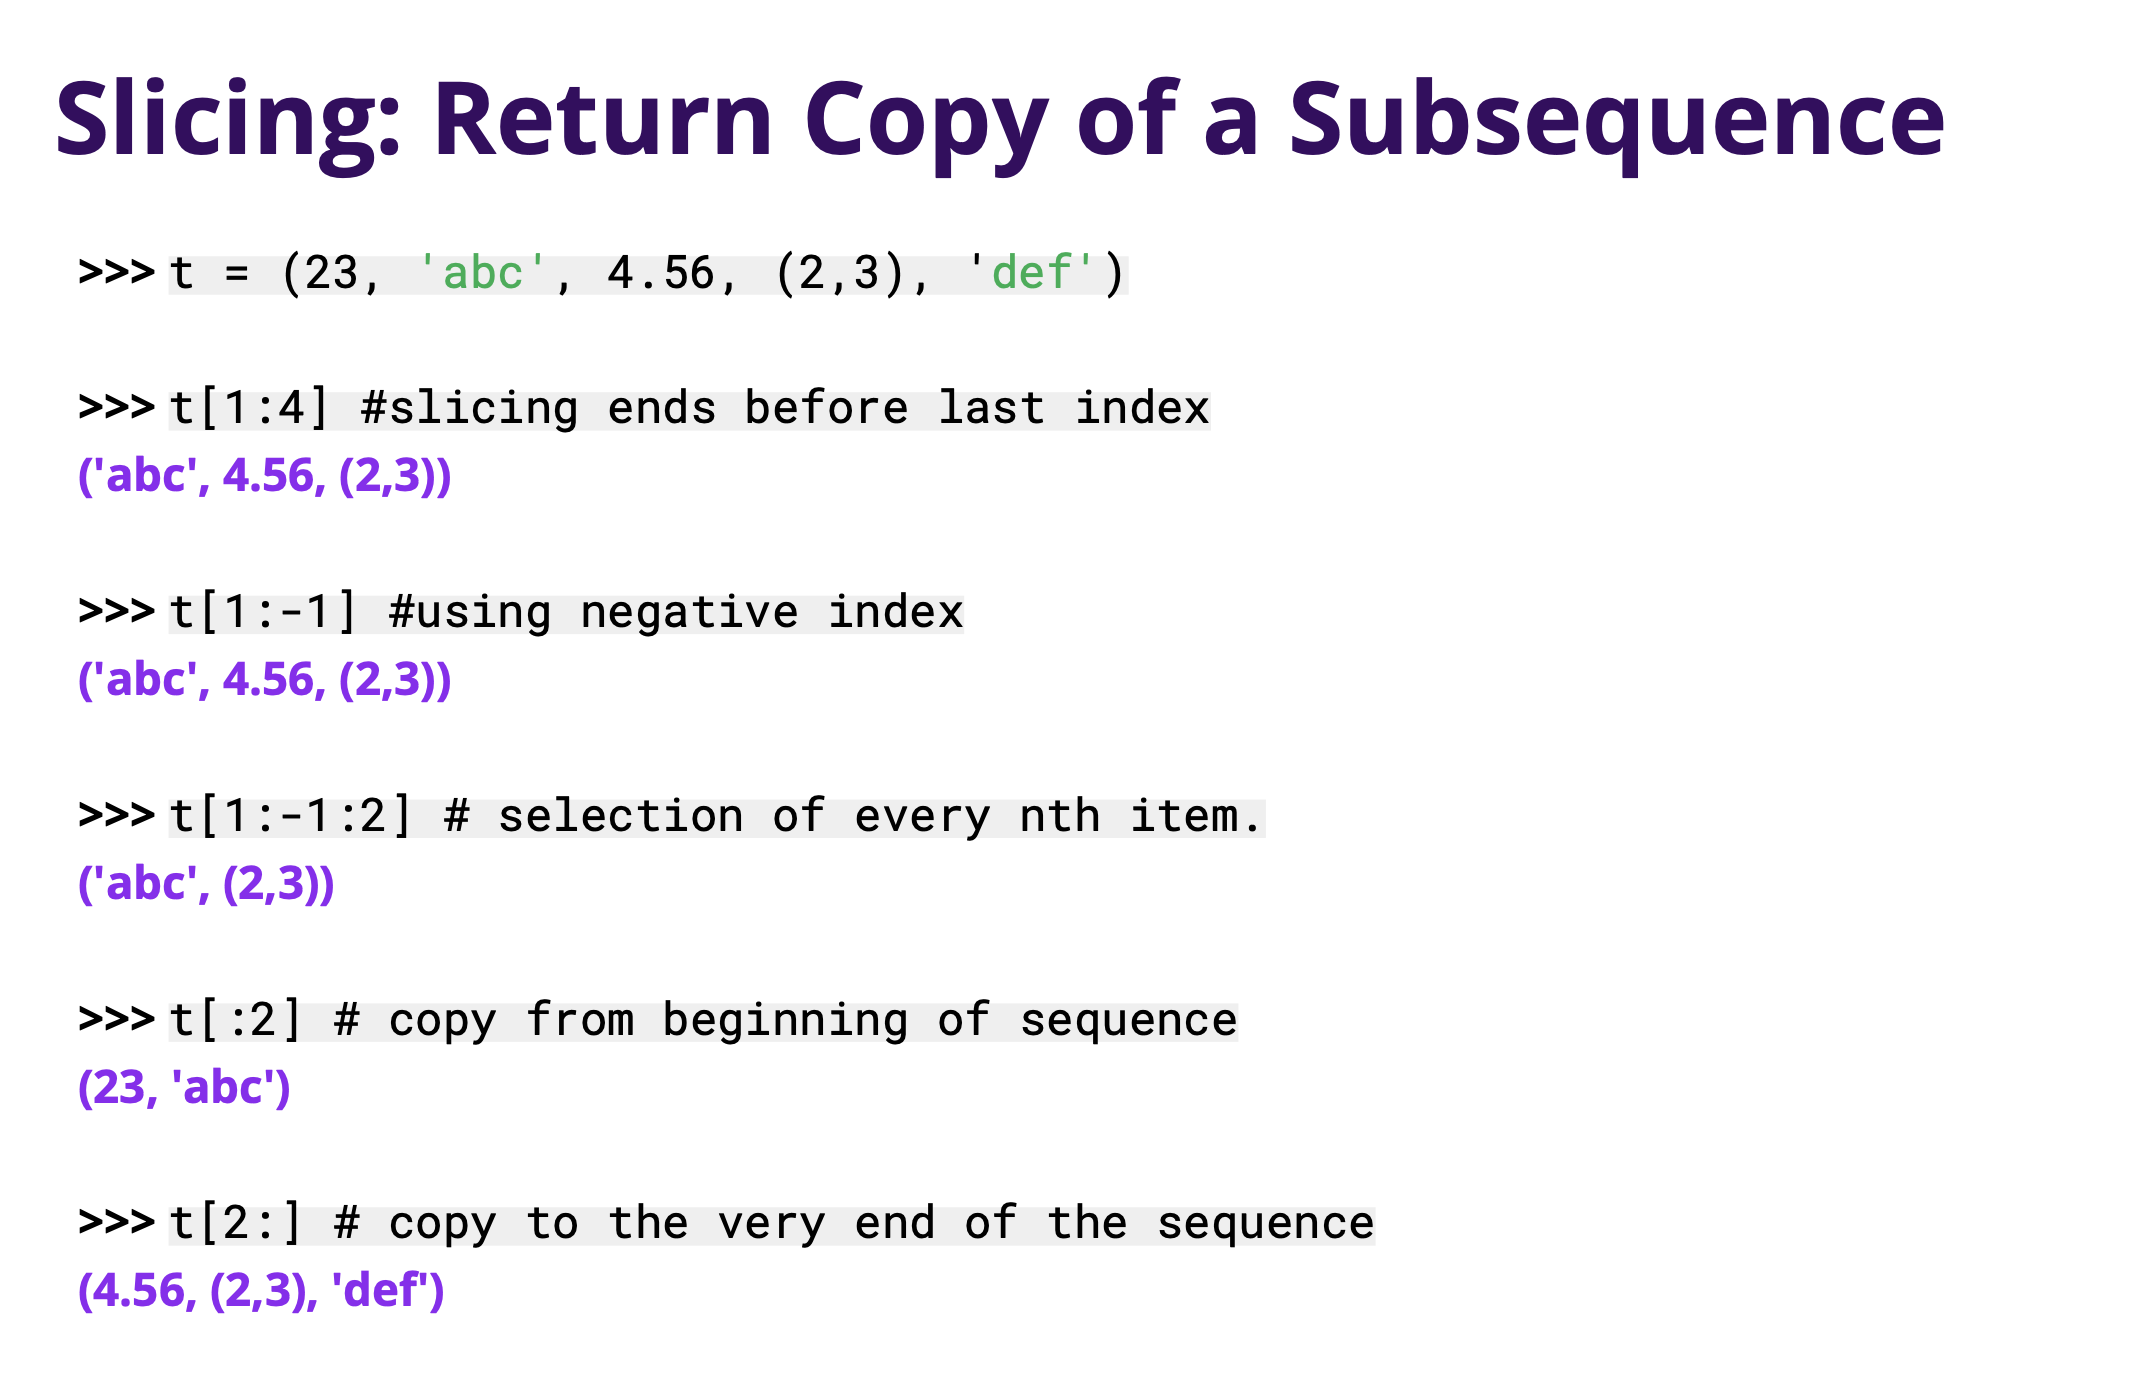 Slicing: Return Copy of a Subsequence
>>> t = (23, 'abc', 4.56, (2,3), 'def')
>>> t[1:4] #slicing ends before last index
('abc', 4.56, (2,3))
>>> t[1:-1] #using negative index
('abc', 4.56, (2,3))
>>> t[1:-1:2] # selection of every nth item.
('abc', (2,3))
>>> t[:2] # copy from beginning of sequence
(23, 'abc')
>>> t[2:] # copy to the very end of the sequence
(4.56, (2,3), 'def')